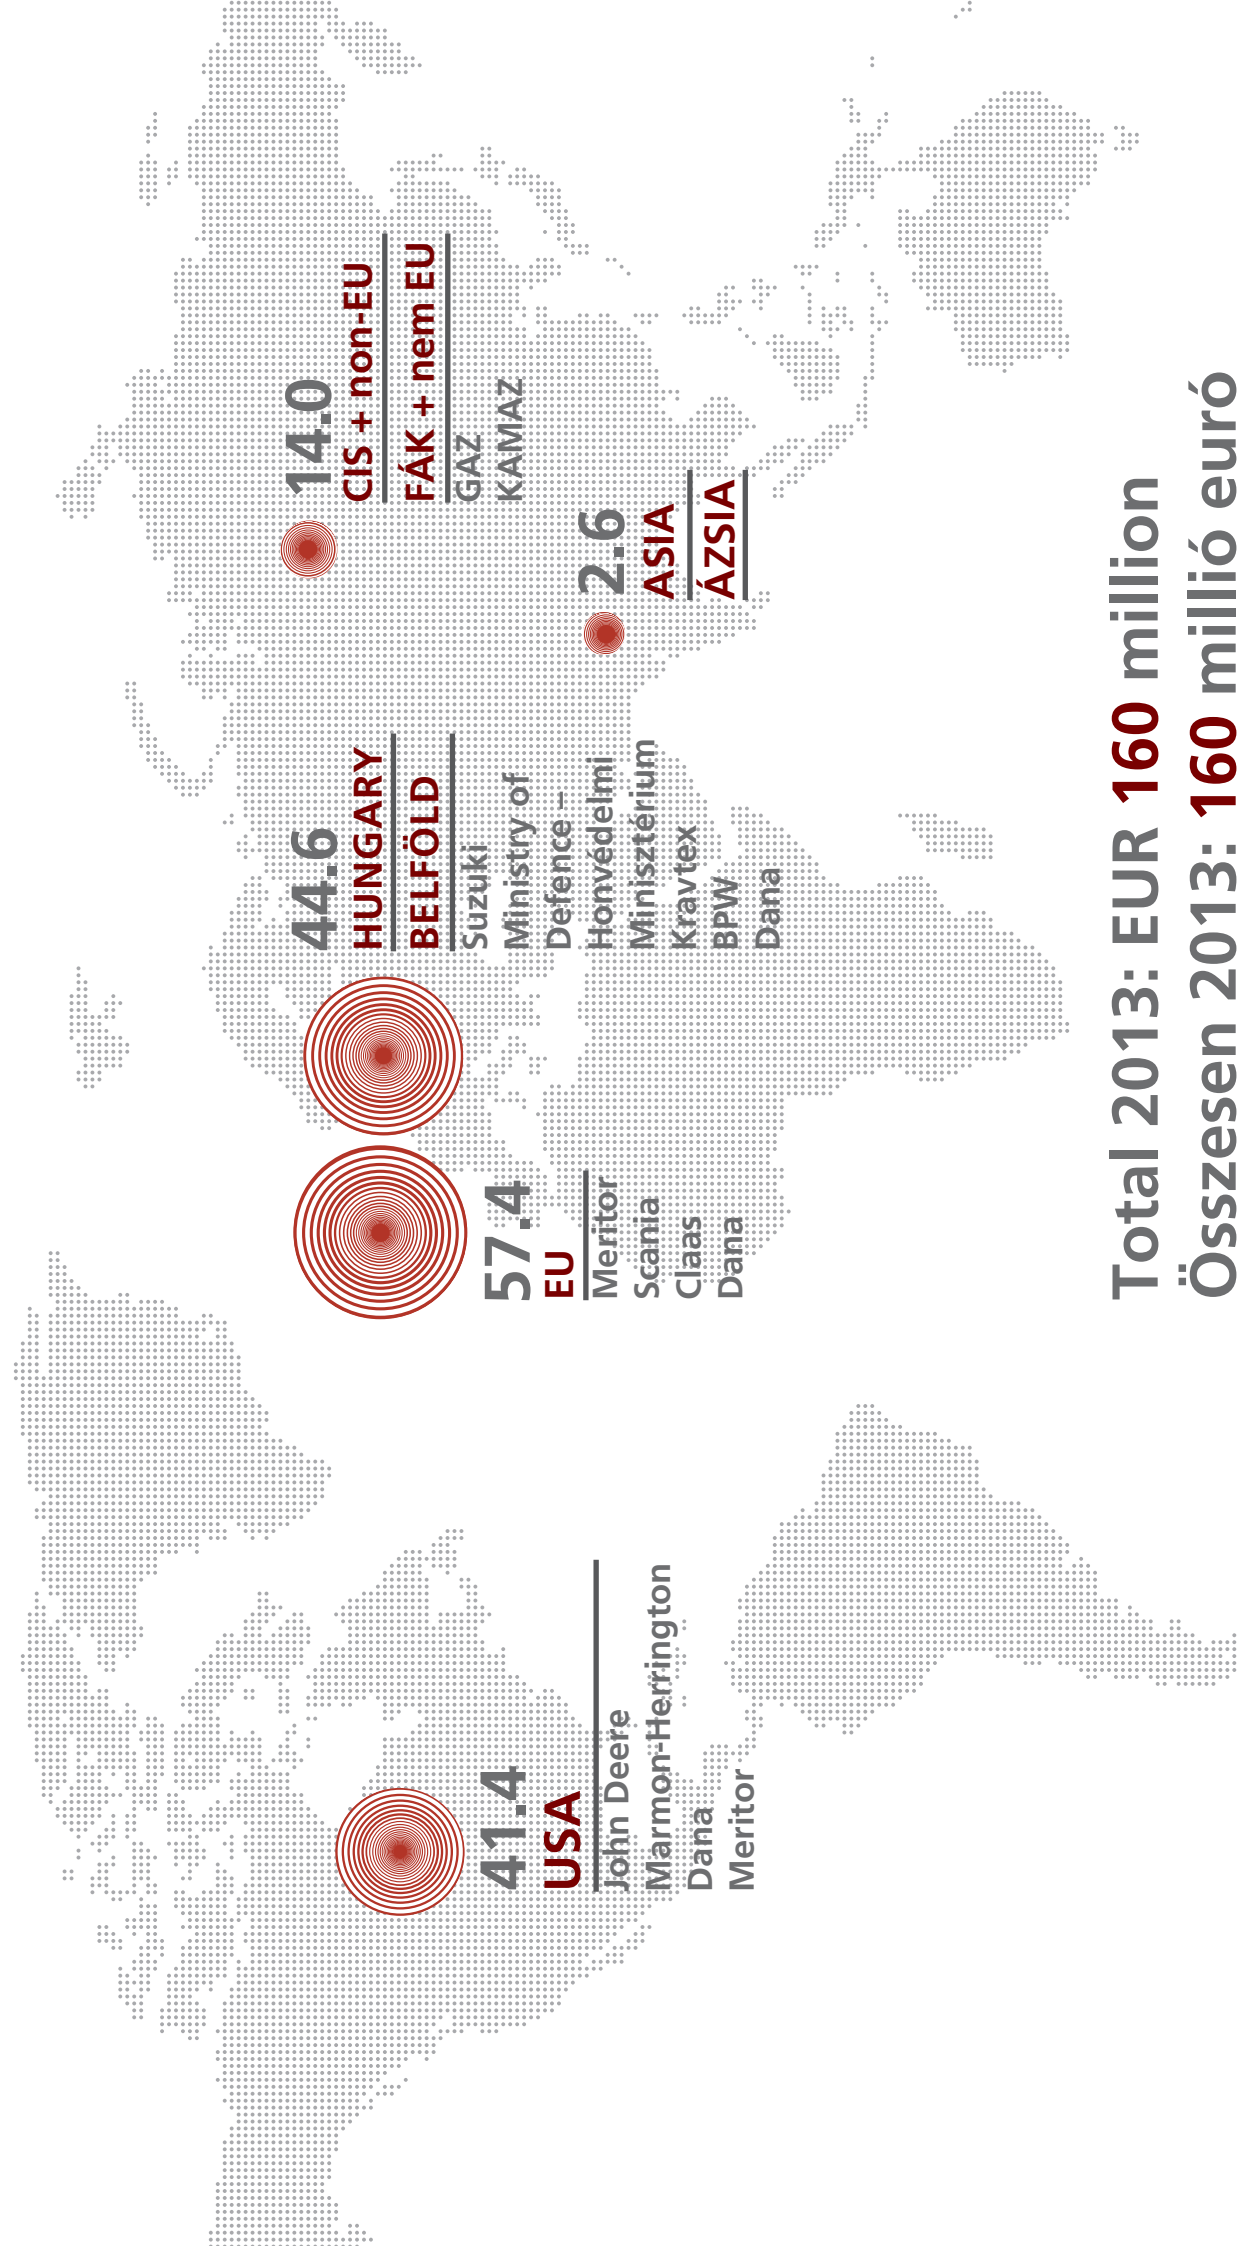 41.4
USA
John Deere
Marmon-Herrington
Dana
Meritor
57.4
EU
Meritor
Scania
Claas
Dana
44.6
HUNGARY
BELFÖLD
Suzuki
Ministry of
Defence –
Honvédelmi
Minisztérium
Kravtex
BPW
Dana
14.0
CIS + non-EU
FÁK + nem EU
GAZ
KAMAZ
2.6
ASIA
ÁZSIA
Total 2013: EUR 160 million
Összesen 2013: 160 millió euró